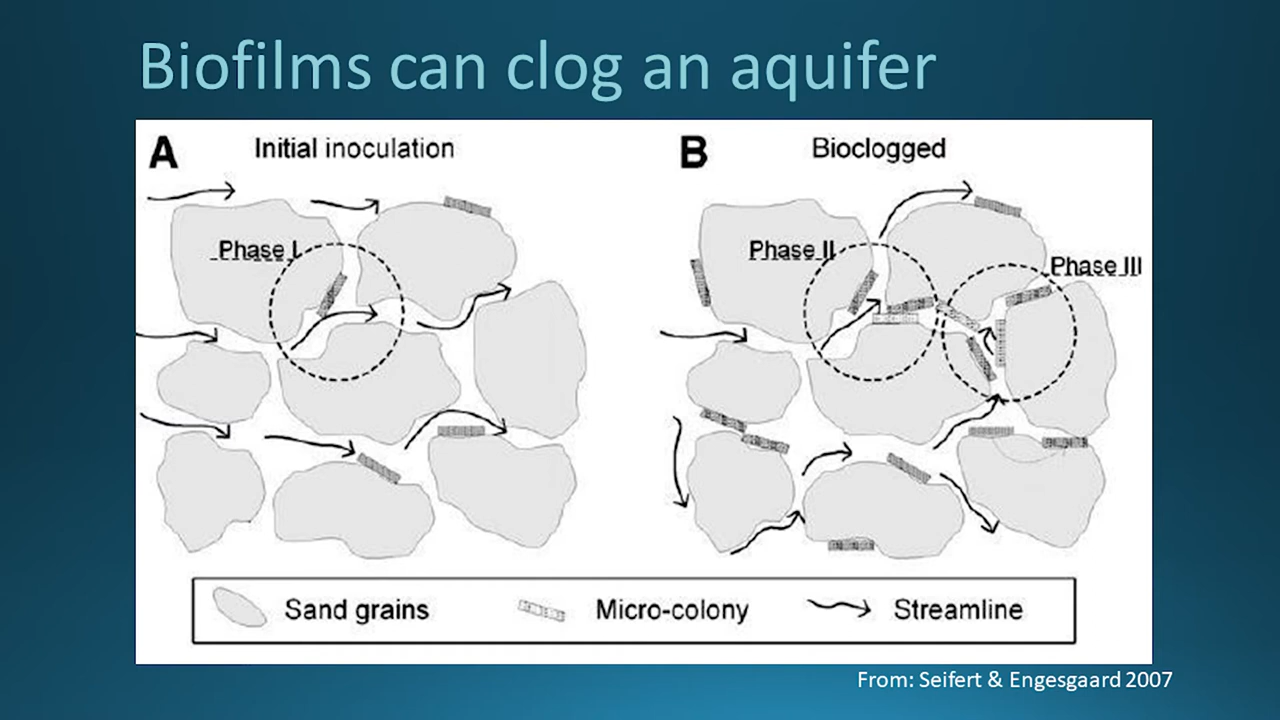 Biofilms can clog an aquifer
A Initial inoculation
Phase I
B Bioclogged
Phase II
Phase III
Sand grains Micro-colony Streamline
From: Seifert & Engesgaard 2007